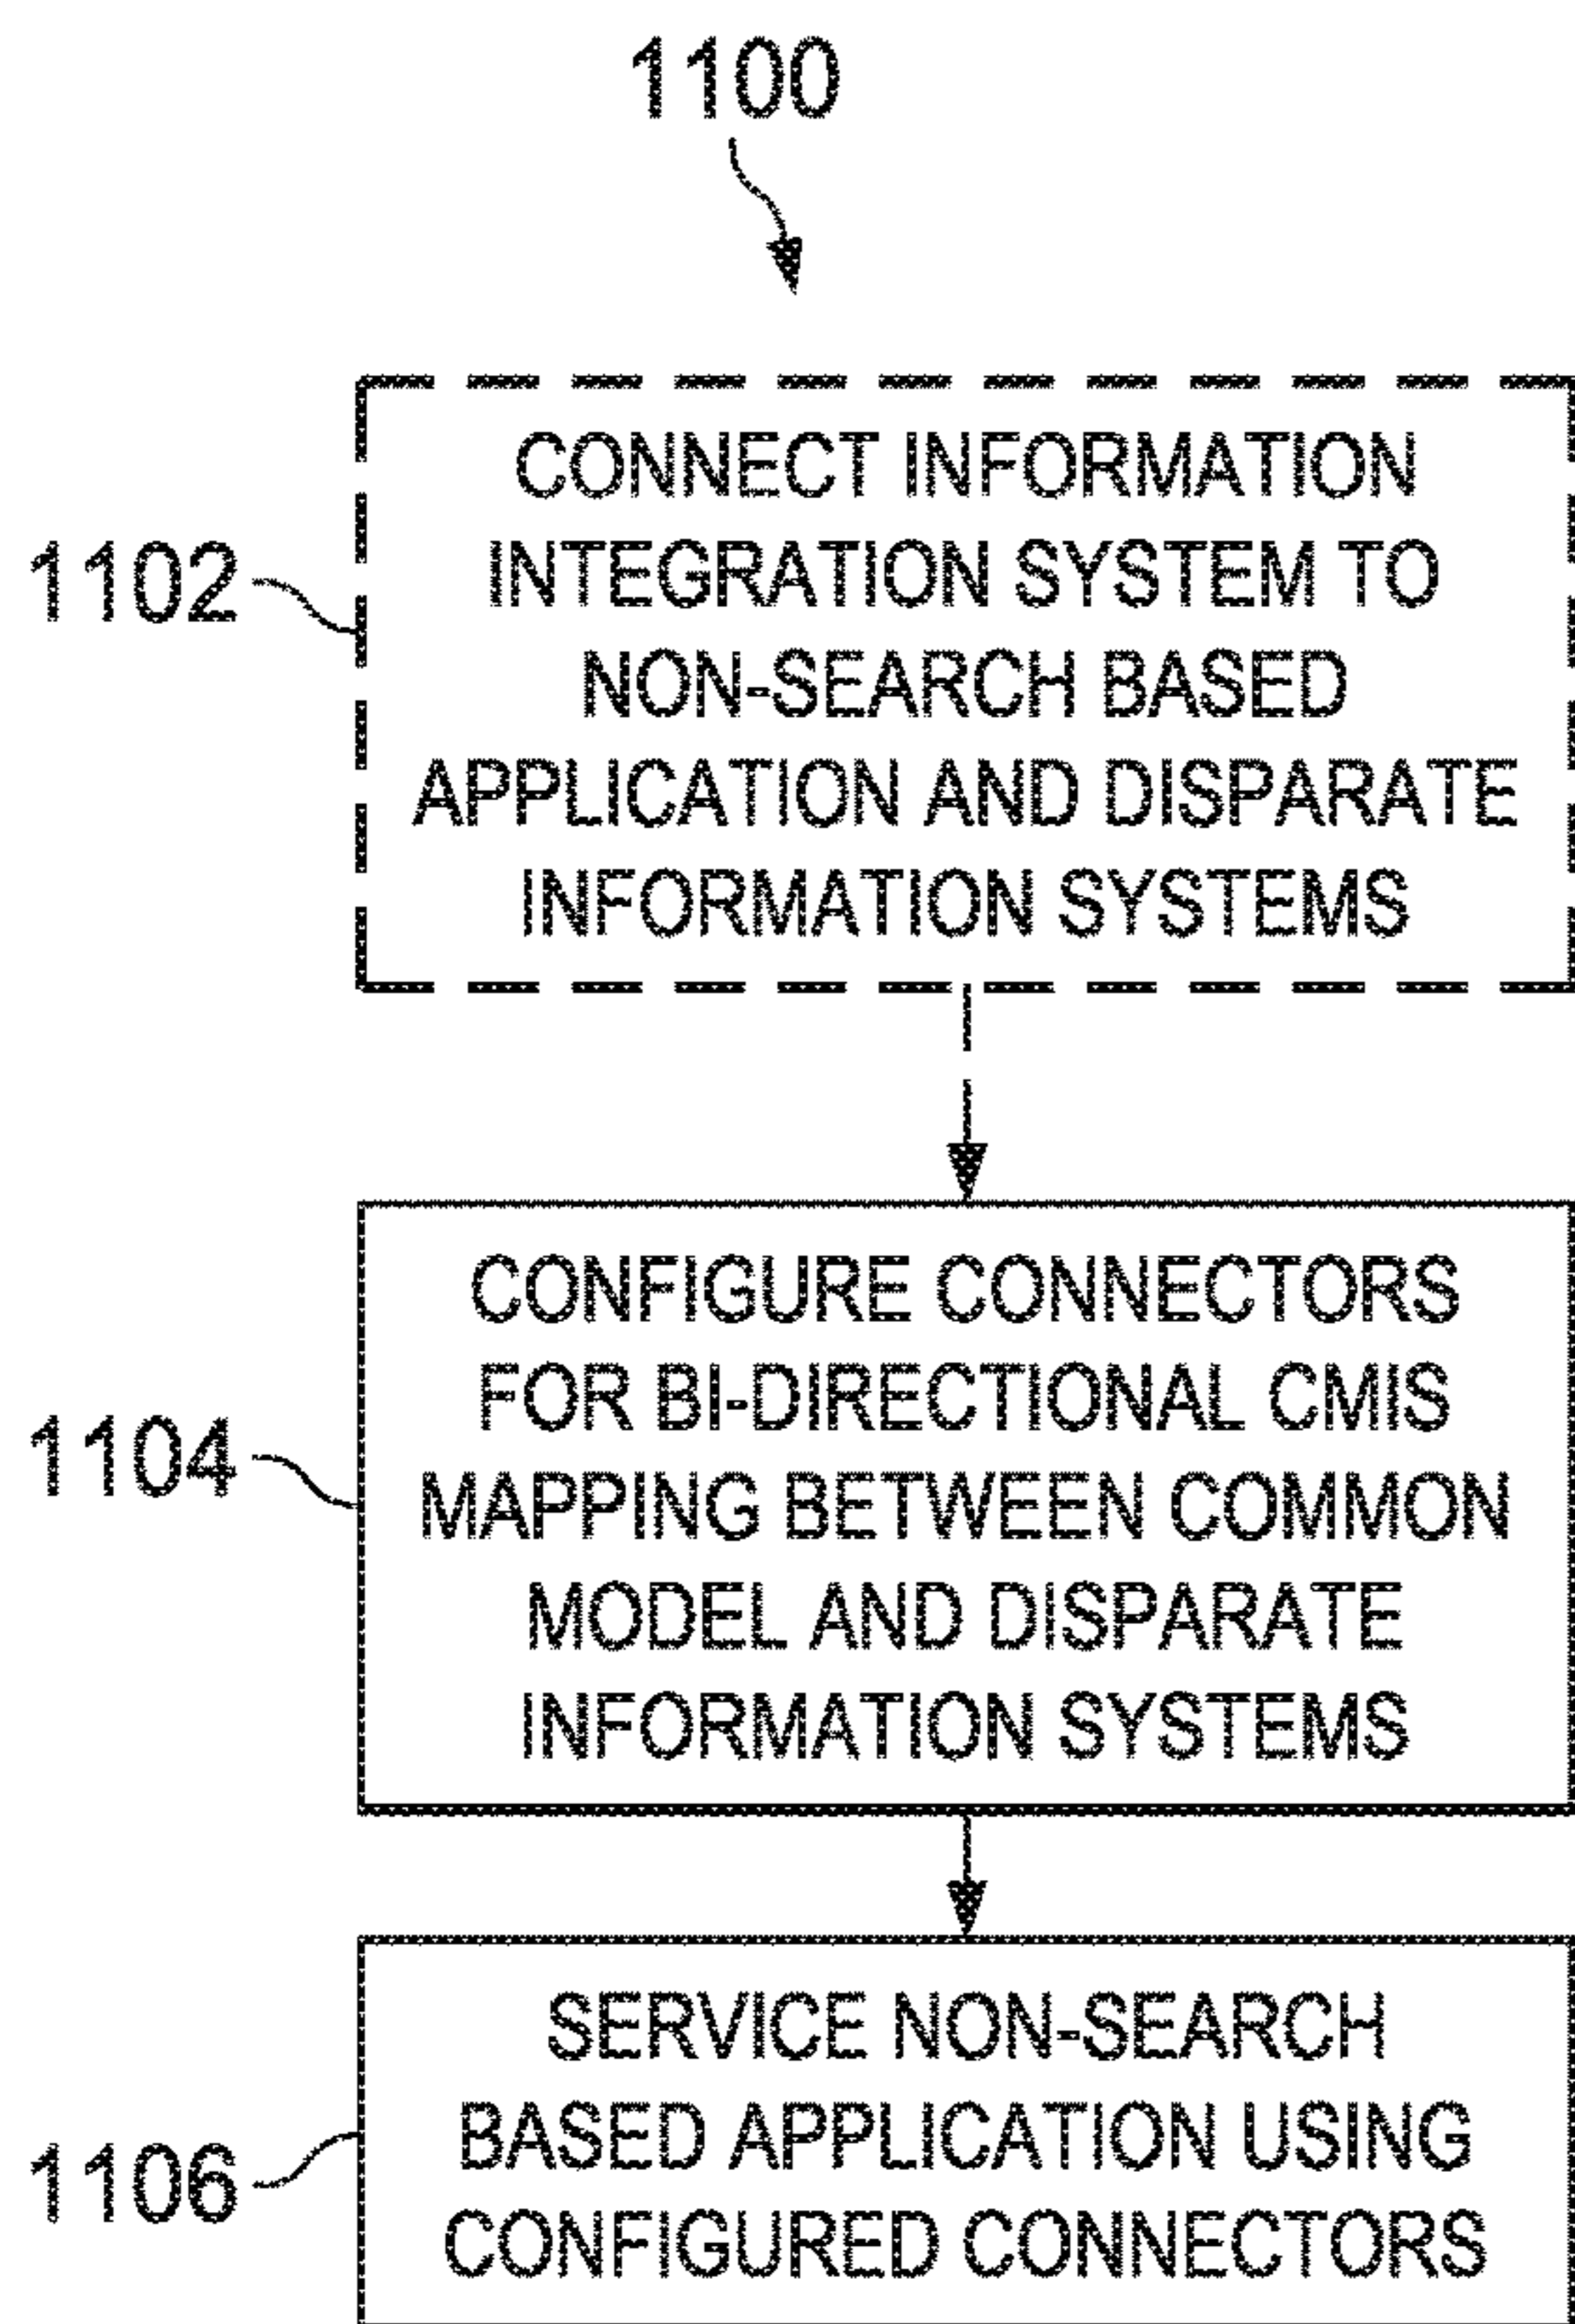 1100
1102
CONNECT INFORMATION
INTEGRATION SYSTEM TO
NON-SEARCH BASED
APPLICATION AND DISPARATE
INFORMATION SYSTEMS
1104
CONFIGURE CONNECTORS
FOR BI-DIRECTIONAL CMIS
MAPPING BETWEEN COMMON
MODEL AND DISPARATE
INFORMATION SYSTEMS
1106
SERVICE NON-SEARCH
BASED APPLICATION USING
CONFIGURED CONNECTORS